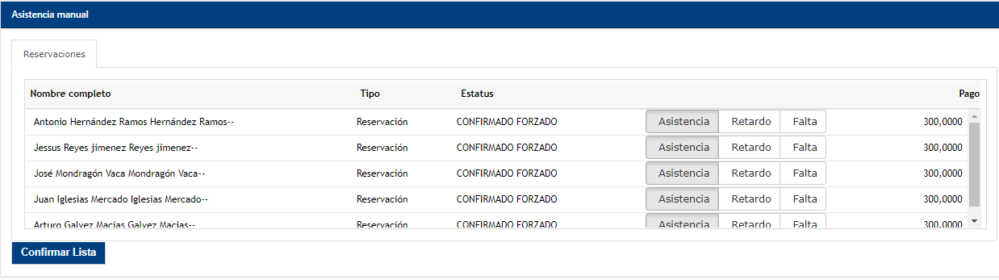 Asistencia manual
Reservaciones
Nombre completo Tipo Estatus Pago
Antonio Hernández Ramos Hernández Ramos-- Reservación CONFIRMADO FORZADO Asistencia Retardo Falta 300,0000
Jessus Reyes jimenez Reyes jimenez-- Reservación CONFIRMADO FORZADO Asistencia Retardo Falta 300,0000
José Mondragón Vaca Mondragón Vaca-- Reservación CONFIRMADO FORZADO Asistencia Retardo Falta 300,0000
Juan Iglesias Mercado Iglesias Mercado-- Reservación CONFIRMADO FORZADO Asistencia Retardo Falta 300,0000
Arturo Galvez Macias Galvez Macias-- Reservación CONFIRMADO FORZADO Asistencia Retardo Falta 300,0000
Confirmar Lista